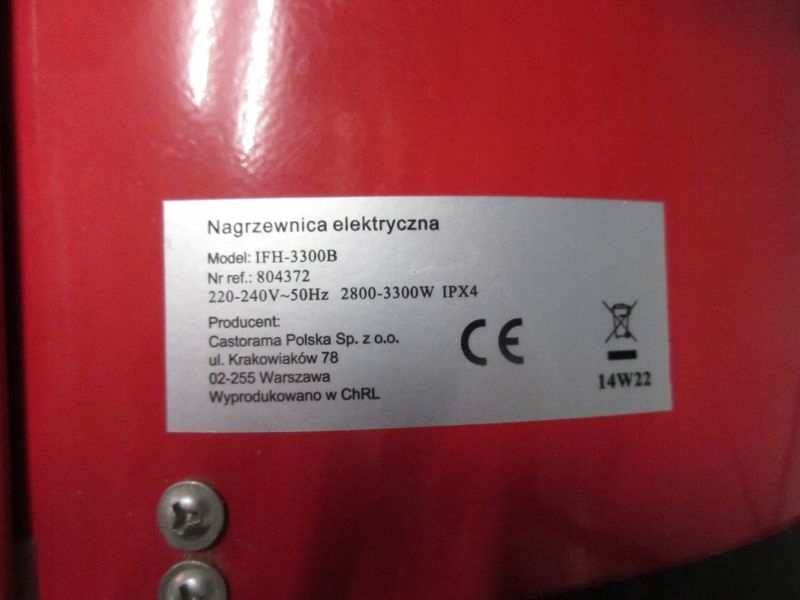 Nagrzewnica elektryczna
Model: IFH-3300B
Nr ref.: 804372
220-240V~50Hz 2800-3300W IPX4
Producent:
Castorama Polska Sp. z o.o.
ul. Krakowiaków 78
02-255 Warszawa
Wyprodukowano w ChRL
CE
14W22